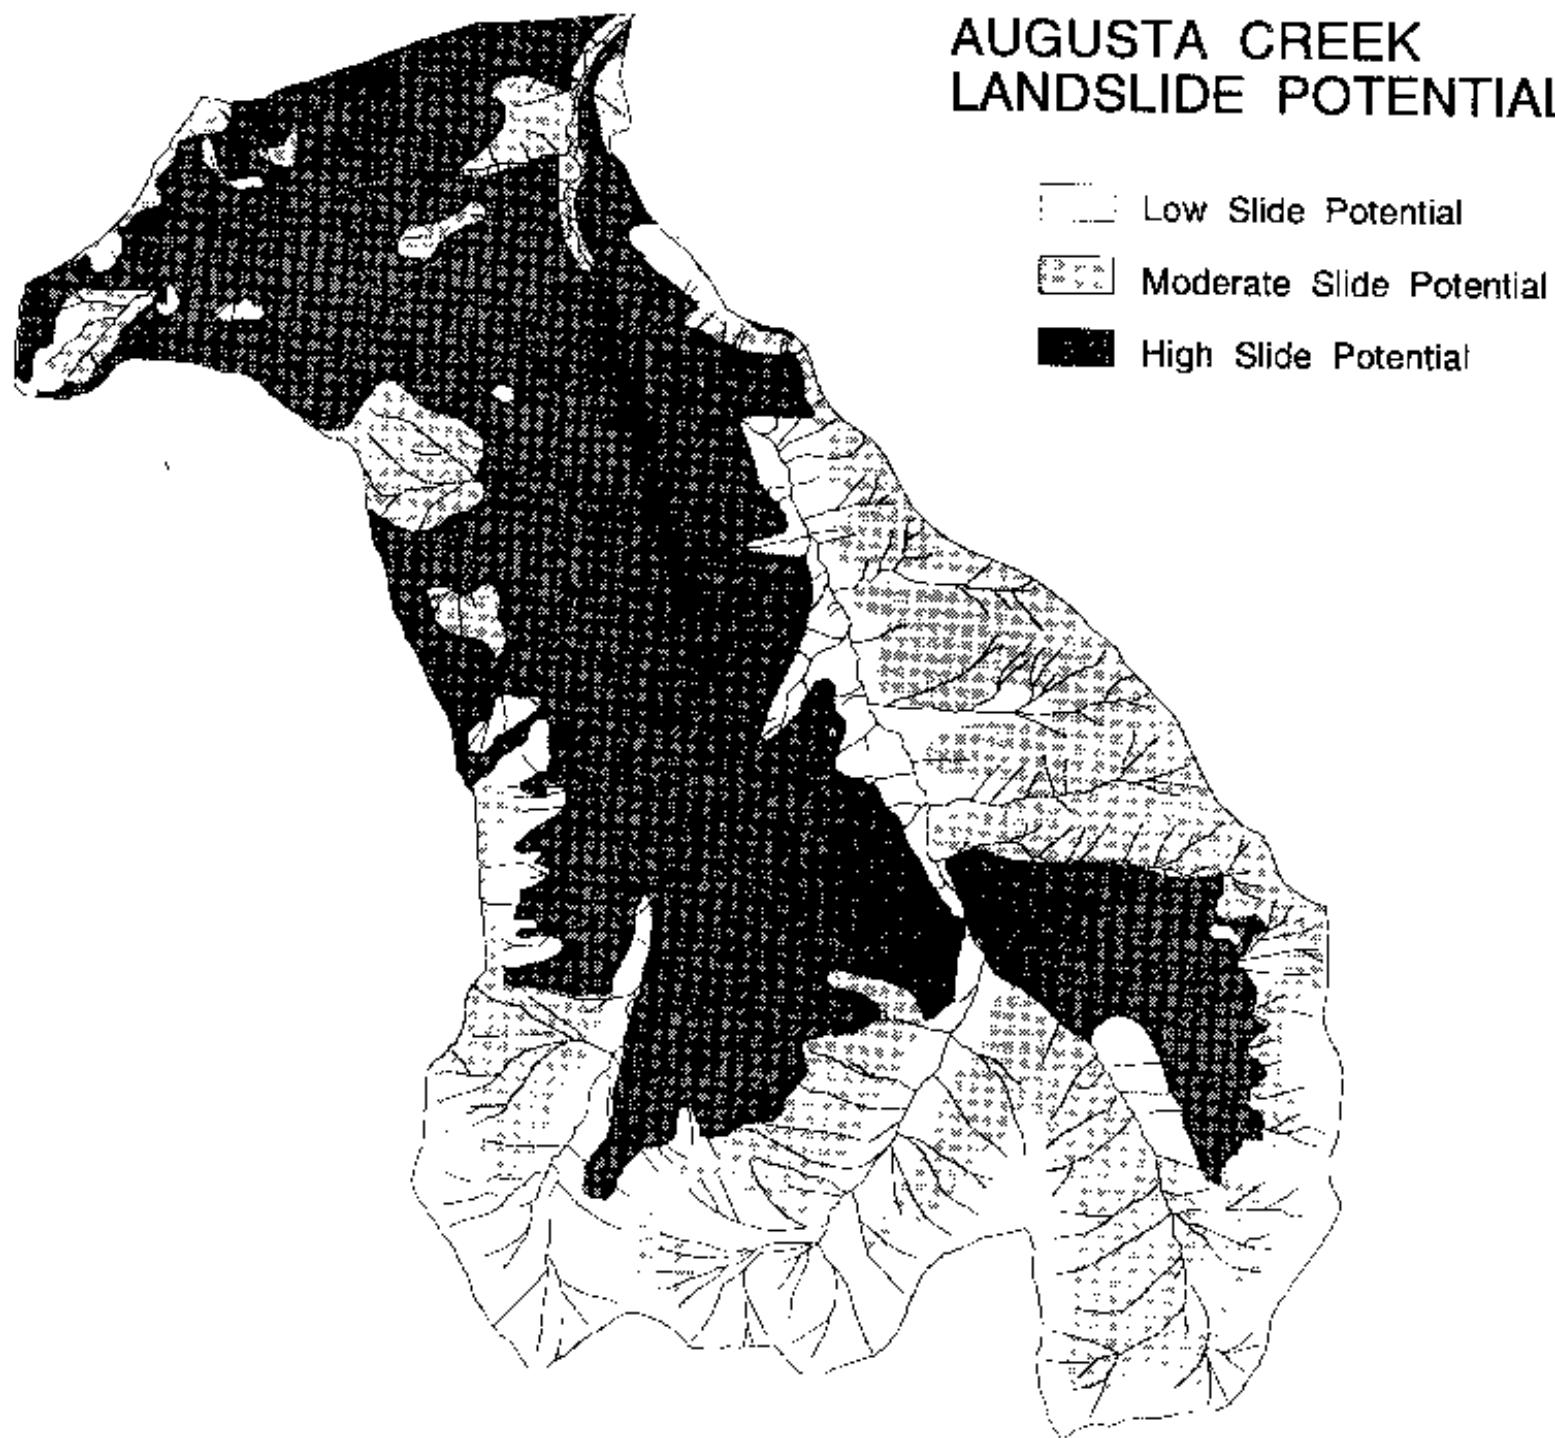 AUGUSTA CREEK
LANDSLIDE POTENTIAL
Low Slide Potential
Moderate Slide Potential
High Slide Potential